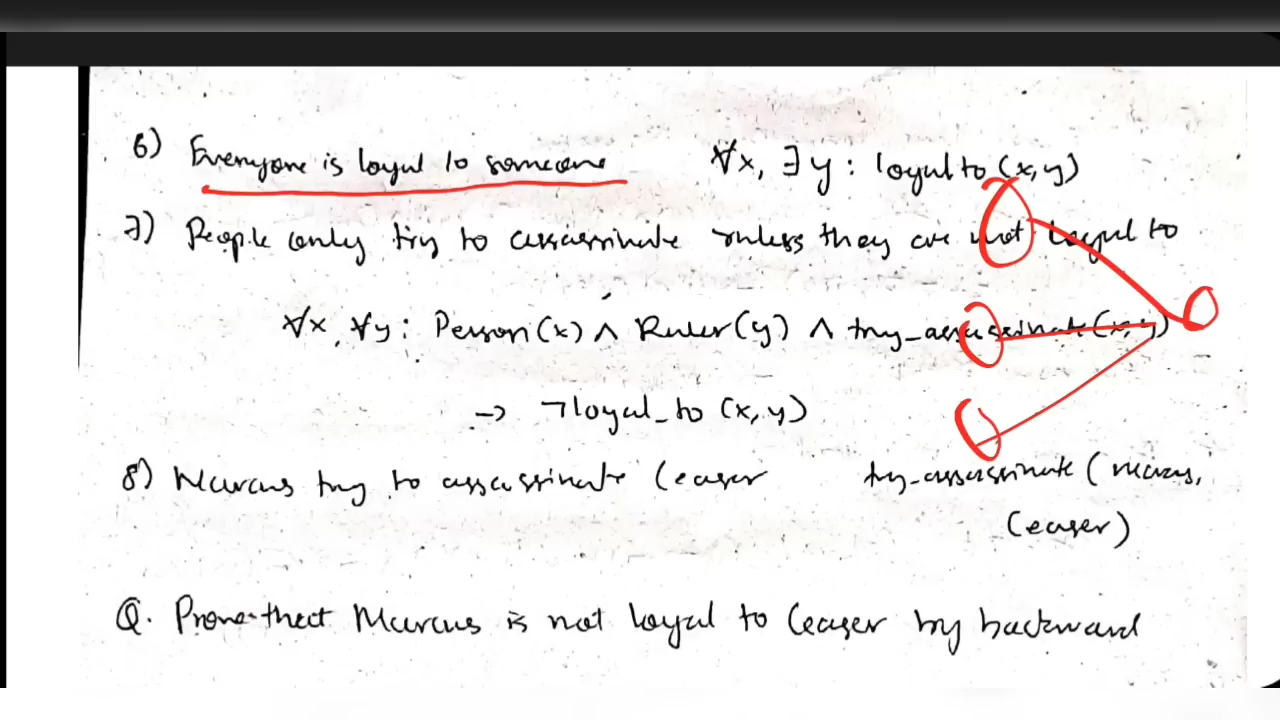 6) Everyone is loyal to someone ∀x, ∃y : loyalto (x,y)
7) People only try to assassinate rulers they are not loyal to
∀x, ∀y : Person(x) ∧ Ruler(y) ∧ try_assassinate(x,y)
→ ¬loyal_to (x,y)
8) Marcus try to assassinate Ceaser try_assassinate (Marcus,
Ceaser)
Q. Prove that Marcus is not loyal to Ceaser by backward